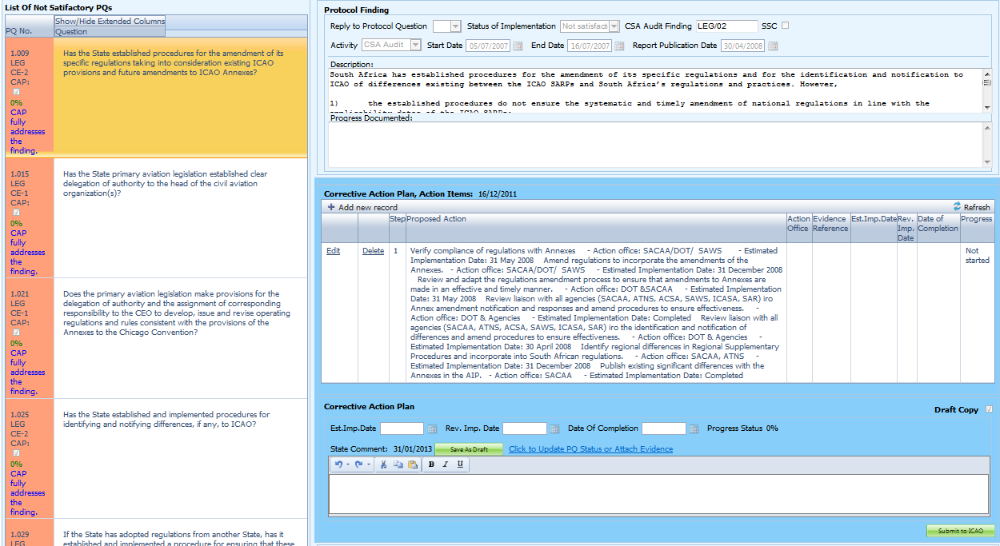 List Of Not Satifactory PQs
PQ No.
Show/Hide Extended Columns
Question
1.009
LEG
CE-2
CAP:
0%
CAP
fully
addresses
the
finding.
Has the State established procedures for the amendment of its
specific regulations taking into consideration existing ICAO
provisions and future amendments to ICAO Annexes?
1.015
LEG
CE-1
CAP:
0%
CAP
fully
addresses
the
finding.
Has the State primary aviation legislation established clear
delegation of authority to the head of the civil aviation
organization(s)?
1.021
LEG
CE-1
CAP:
0%
CAP
fully
addresses
the
finding.
Does the primary aviation legislation make provisions for the
delegation of authority and the assignment of corresponding
responsibility to the CEO to develop, issue and revise operating
regulations and rules consistent with the provisions of the
Annexes to the Chicago Convention?
1.025
LEG
CE-2
CAP:
0%
CAP
fully
addresses
the
finding.
Has the State established and implemented procedures for
identifying and notifying differences, if any, to ICAO?
1.029
LEG
If the State has adopted regulations from another State, has it
established and implemented a procedure for ensuring that these
Protocol Finding
Reply to Protocol Question Status of Implementation Not satisfact CSA Audit Finding LEG/02 SSC
Activity CSA Audit Start Date 05/07/2007 End Date 16/07/2007 Report Publication Date 30/04/2008
Description:
South Africa has established procedures for the amendment of its specific regulations and for the identification and notification to
ICAO of differences existing between the ICAO SARPs and South Africa's regulations and practices. However,
1) the established procedures do not ensure the systematic and timely amendment of national regulations in line with the
applicability dates of the ICAO SARPs;
Progress Documented:
Corrective Action Plan, Action Items: 16/12/2011
Add new record Refresh
Step Proposed Action Action Office Evidence Reference Est.Imp.Date Rev. Imp. Date Date of Completion Progress
Edit Delete 1 Verify compliance of regulations with Annexes - Action office: SACAA/DOT/ SAWS - Estimated
Implementation Date: 31 May 2008 Amend regulations to incorporate the amendments of the
Annexes. - Action office: SACAA/DOT/ SAWS - Estimated Implementation Date: 31 December 2008
Review and adapt the regulations amendment process to ensure that amendments to Annexes are
made in an effective and timely manner. - Action office: DOT &SACAA - Estimated Implementation
Date: 31 May 2008 Review liaison with all agencies (SACAA, ATNS, ACSA, SAWS, ICASA, SAR) iro
Annex amendment notification and responses and amend procedures to ensure effectiveness. -
Action office: DOT & Agencies - Estimated Implementation Date: Completed Review liaison with all
agencies (SACAA, ATNS, ACSA, SAWS, ICASA, SAR) iro the identification and notification of
differences and amend procedures to ensure effectiveness. - Action office: DOT & Agencies -
Estimated Implementation Date: 30 April 2008 Identify regional differences in Regional Supplementary
Procedures and incorporate into South African regulations. - Action office: SACAA, ATNS -
Estimated Implementation Date: 31 December 2008 Publish existing significant differences with the
Annexes in the AIP. - Action office: SACAA - Estimated Implementation Date: Completed
Not
started
Corrective Action Plan
Draft Copy
Est.Imp.Date Rev. Imp. Date Date Of Completion Progress Status 0%
State Comment: 31/01/2013 Save As Draft Click to Update PQ Status or Attach Evidence
B I U
Submit to ICAO